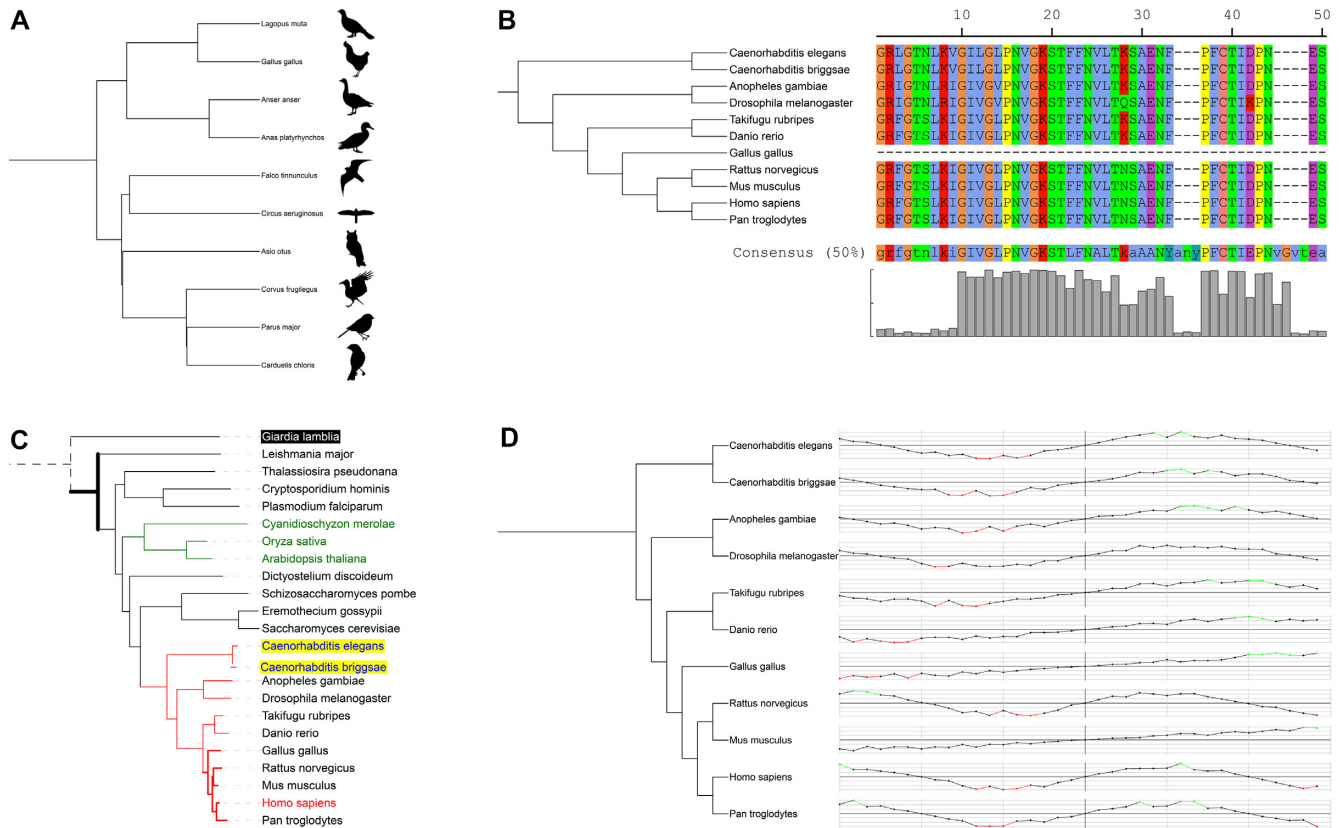 A
Lagopus muta
Gallus gallus
Anser anser
Anas platyrhynchos
Falco tinnunculus
Circus aeruginosus
Asio otus
Corvus frugilegus
Parus major
Carduelis chloris
B
10 20 30 40 50
Caenorhabditis elegans GRLGTNLKVGILGLPNVGKSTFFNVLTKSAENF---PFCTIDPN----ES
Caenorhabditis briggsae GRLGTNLKVGILGLPNVGKSTFFNVLTKSAENF---PFCTIDPN----ES
Anopheles gambiae GRIGTNLRIGIVGVPNVGKSTFFNVLTKSAENF---PFCTIDPN----ES
Drosophila melanogaster GRIGTNLRIGIVGVPNVGKSTFFNVLTQSAENF---PFCTIKPN----ES
Takifugu rubripes GRFGTSLKIGIVGLPNVGKSTFFNVLTKSAENF---PFCTIDPN----ES
Danio rerio GRFGTSLKIGIVGLPNVGKSTFFNVLTKSAENF---PFCTIDPN----ES
Gallus gallus --------------------------------------------------
Rattus norvegicus GRFGTSLKIGIVGLPNVGKSTFFNVLTNSAENF---PFCTIDPN----ES
Mus musculus GRFGTSLKIGIVGLPNVGKSTFFNVLTNSAENF---PFCTIDPN----ES
Homo sapiens GRFGTSLKIGIVGLPNVGKSTFFNVLTNSAENF---PFCTIDPN----ES
Pan troglodytes GRFGTSLKIGIVGLPNVGKSTFFNVLTNSAENF---PFCTIDPN----ES
Consensus (50%) grfgtnlkiGIVGLPNVGKSTLFNALTkaAAANYanyPFCTIEPNvGvtea
C
Giardia lamblia
Leishmania major
Thalassiosira pseudonana
Cryptosporidium hominis
Plasmodium falciparum
Cyanidioschyzon merolae
Oryza sativa
Arabidopsis thaliana
Dictyostelium discoideum
Schizosaccharomyces pombe
Eremothecium gossypii
Saccharomyces cerevisiae
Caenorhabditis elegans
Caenorhabditis briggsae
Anopheles gambiae
Drosophila melanogaster
Takifugu rubripes
Danio rerio
Gallus gallus
Rattus norvegicus
Mus musculus
Homo sapiens
Pan troglodytes
D
Caenorhabditis elegans
Caenorhabditis briggsae
Anopheles gambiae
Drosophila melanogaster
Takifugu rubripes
Danio rerio
Gallus gallus
Rattus norvegicus
Mus musculus
Homo sapiens
Pan troglodytes